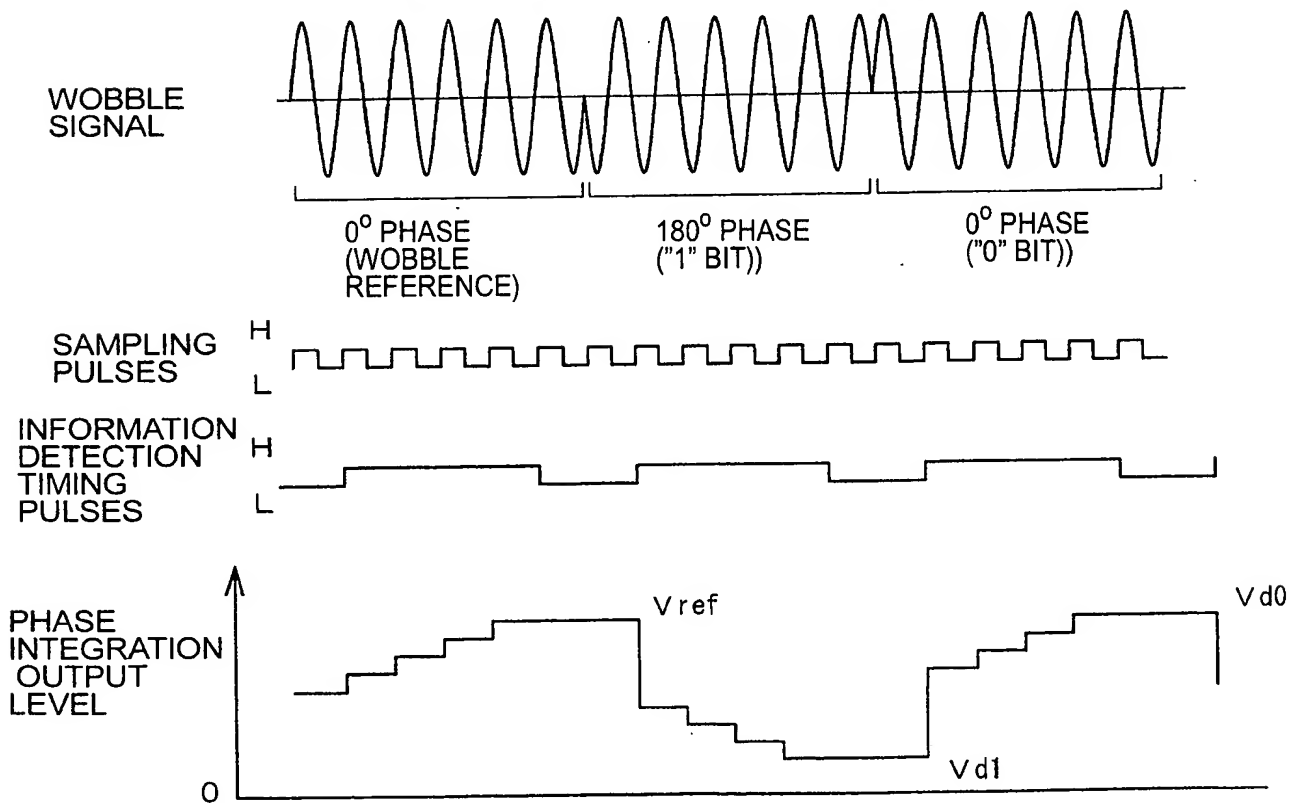 WOBBLE
SIGNAL
0° PHASE
(WOBBLE
REFERENCE)
180° PHASE
("1" BIT))
0° PHASE
("0" BIT))
SAMPLING
PULSES
H
L
INFORMATION
DETECTION
TIMING
PULSES
H
L
PHASE
INTEGRATION
OUTPUT
LEVEL
Vref
Vd0
Vd1
0